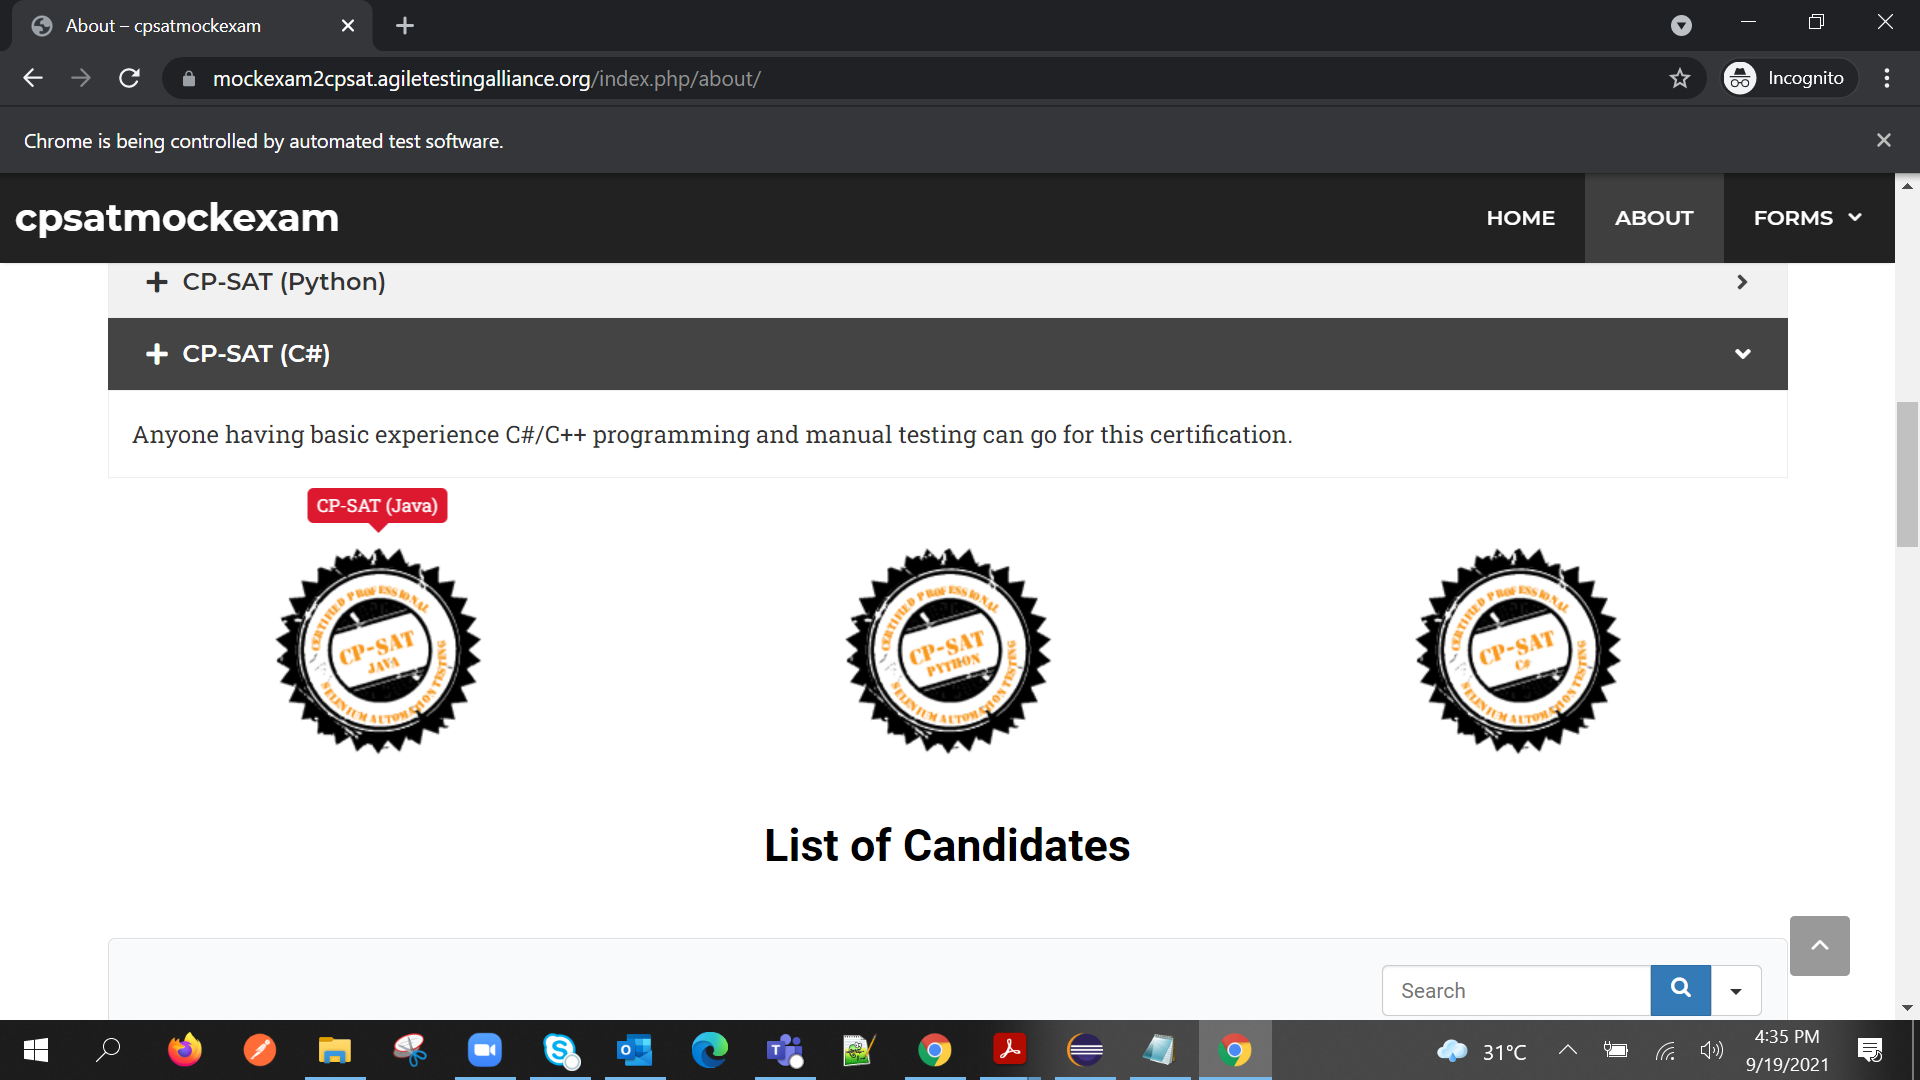 About – cpsatmockexam
mockexam2cpsat.agiletestingalliance.org/index.php/about/
Incognito
Chrome is being controlled by automated test software.
cpsatmockexam
HOME
ABOUT
FORMS
CP-SAT (Python)
CP-SAT (C#)
Anyone having basic experience C#/C++ programming and manual testing can go for this certification.
CP-SAT (Java)
CERTIFIED PROFESSIONAL
CP-SAT
JAVA
SELENIUM AUTOMATION TESTING
CERTIFIED PROFESSIONAL
CP-SAT
PYTHON
SELENIUM AUTOMATION TESTING
CERTIFIED PROFESSIONAL
CP-SAT
C#
SELENIUM AUTOMATION TESTING
List of Candidates
Search
31°C
4:35 PM
9/19/2021